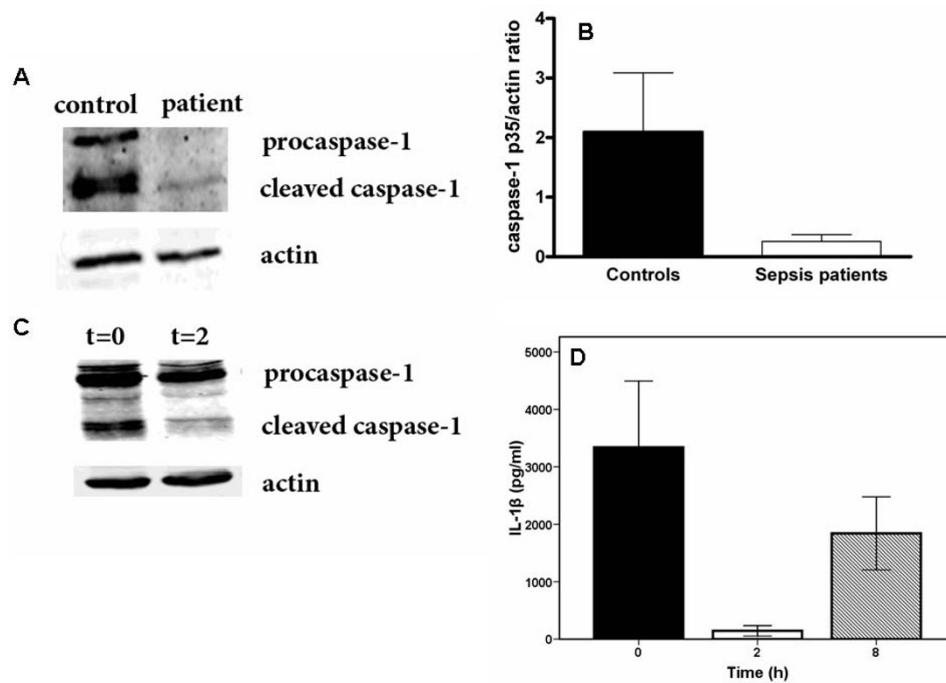 A
control patient
procaspase-1
cleaved caspase-1
actin
B
caspase-1 p35/actin ratio
4
3
2
1
0
Controls Sepsis patients
C
t=0 t=2
procaspase-1
cleaved caspase-1
actin
D
IL-1β (pg/ml)
5000
4000
3000
2000
1000
0
0 2 8
Time (h)